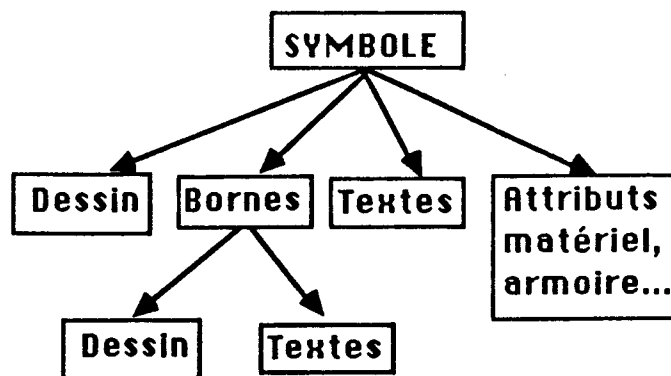 SYMBOLE
Dessin
Bornes
Textes
Attributs
matériel,
armoire...
Dessin
Textes